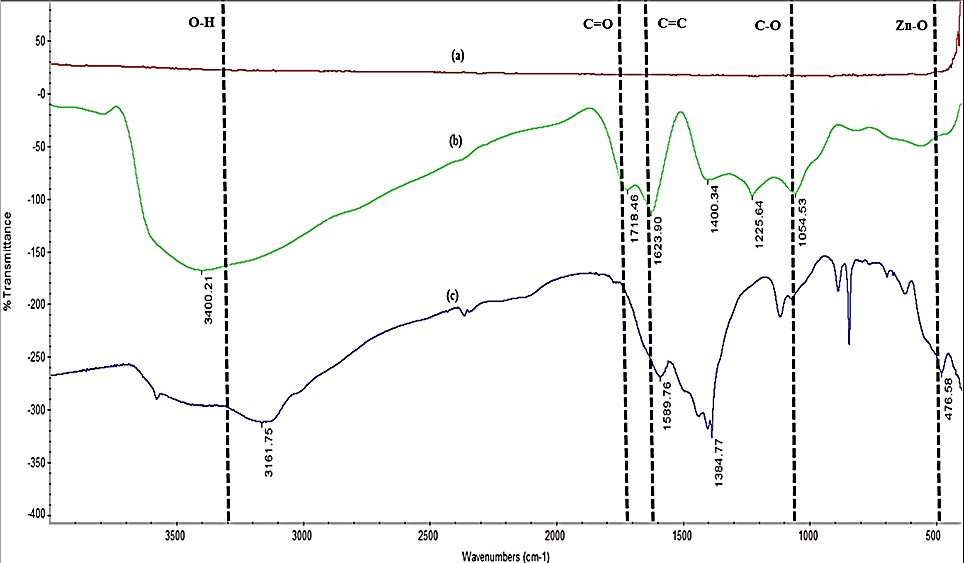 O-H
C=O
C=C
C-O
Zn-O
(a)
(b)
(c)
50
-0
-50
-100
-150
-200
-250
-300
-350
-400
% Transmittance
3400.21
1718.46
1623.90
1400.34
1225.64
1054.53
3161.75
1589.76
1384.77
476.58
3500
3000
2500
2000
1500
1000
500
Wavenumbers (cm-1)